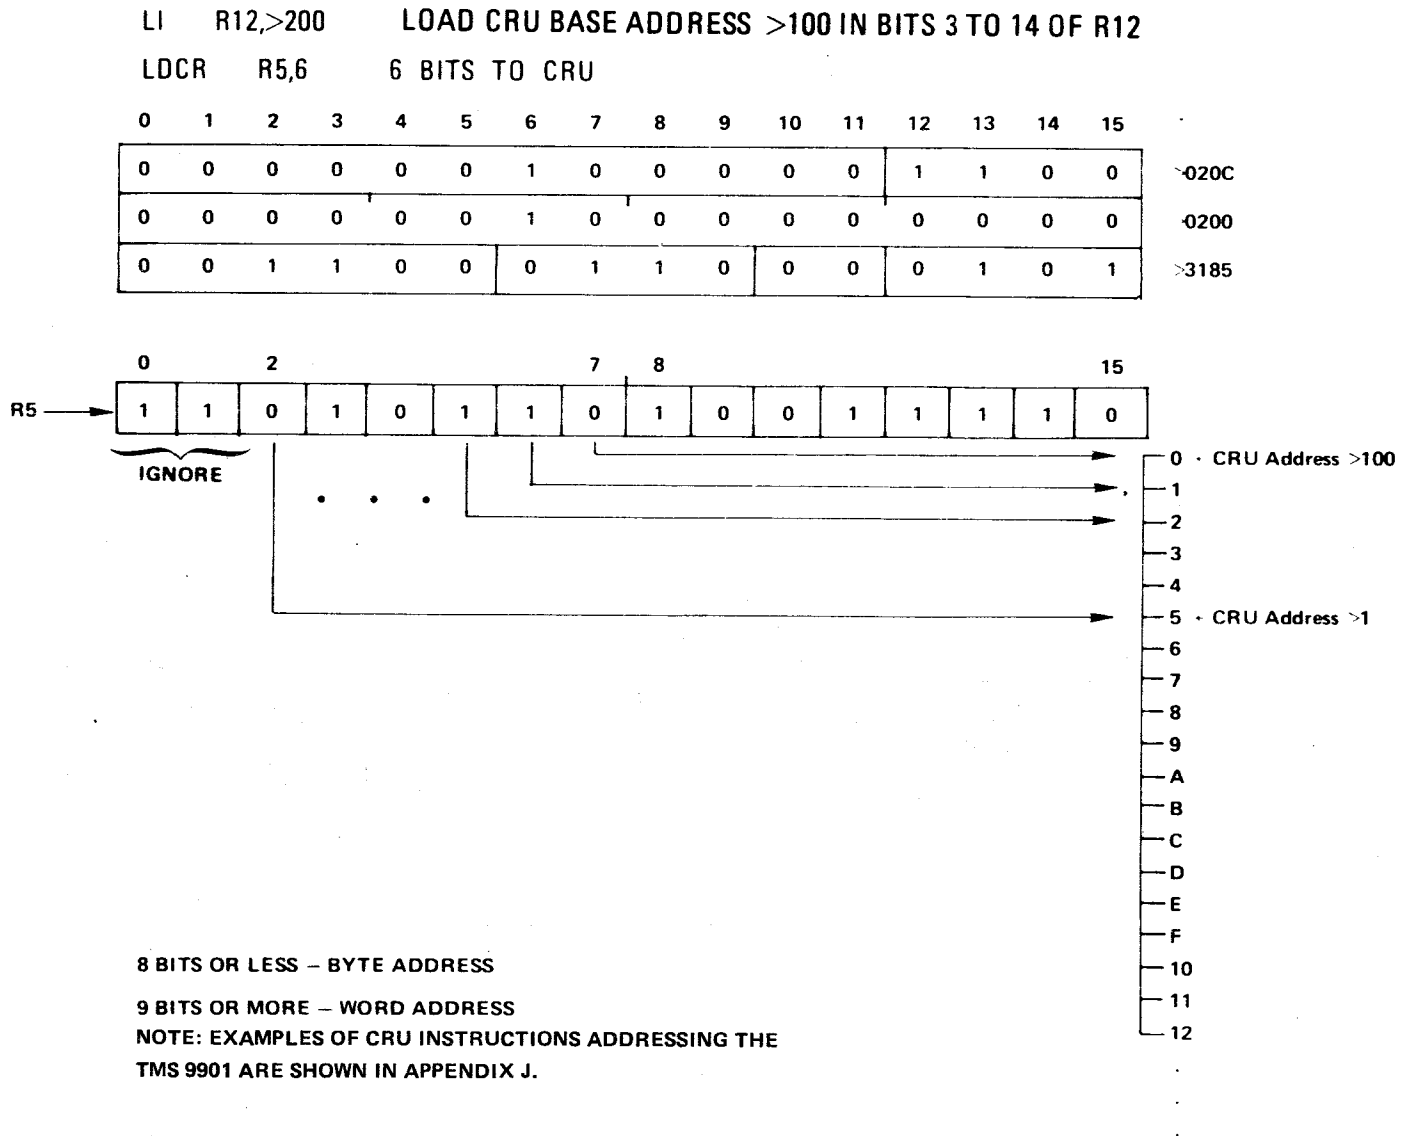 LI R12,>200 LOAD CRU BASE ADDRESS >100 IN BITS 3 TO 14 OF R12
LDCR R5,6 6 BITS TO CRU
0 1 2 3 4 5 6 7 8 9 10 11 12 13 14 15
0 0 0 0 0 0 1 0 0 0 0 0 1 1 0 0 >020C
0 0 0 0 0 0 1 0 0 0 0 0 0 0 0 0 0200
0 0 1 1 0 0 0 1 1 0 0 0 0 1 0 1 >3185
0 2 7 8 15
R5 1 1 0 1 0 1 1 0 1 0 0 1 1 1 1 0
IGNORE
0 CRU Address >100
1
2
3
4
5 CRU Address >1
6
7
8
9
A
B
C
D
E
F
10
11
12
8 BITS OR LESS – BYTE ADDRESS
9 BITS OR MORE – WORD ADDRESS
NOTE: EXAMPLES OF CRU INSTRUCTIONS ADDRESSING THE
TMS 9901 ARE SHOWN IN APPENDIX J.